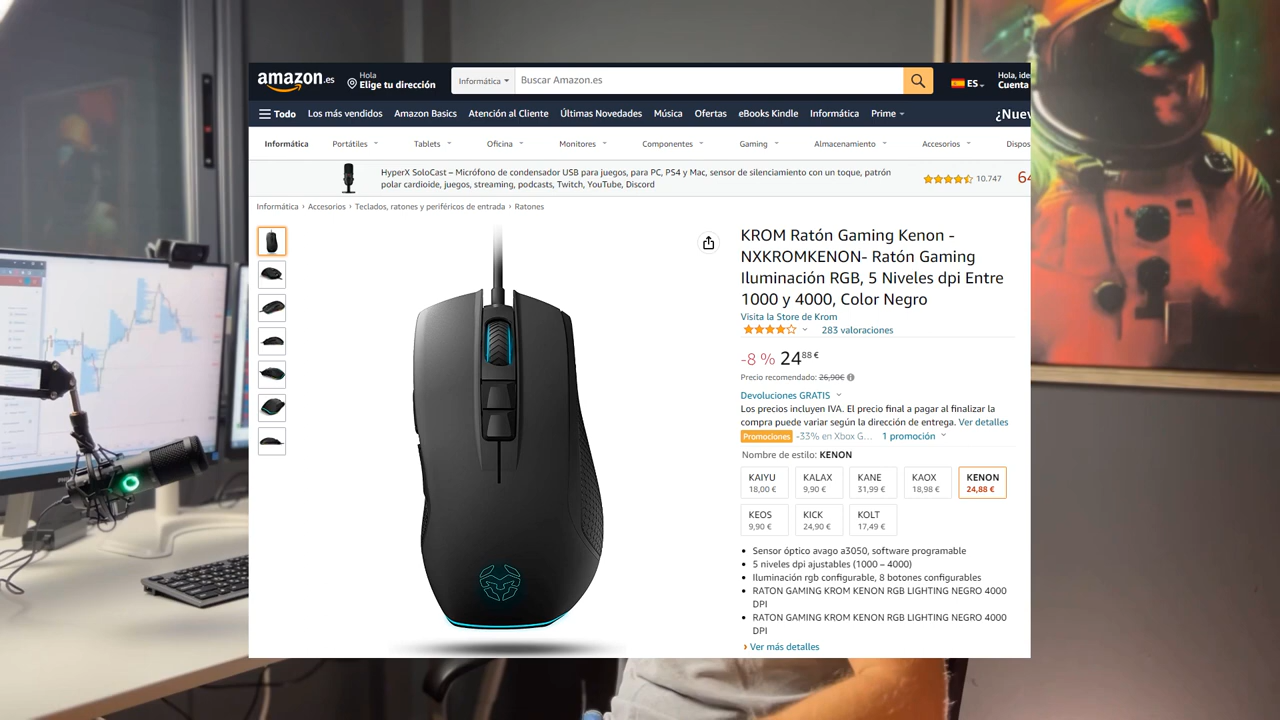 amazon.es
Hola
Elige tu dirección
Informática
Buscar Amazon.es
ES
Hola, ide
Cuenta
Todo
Los más vendidos
Amazon Basics
Atención al Cliente
Últimas Novedades
Música
Ofertas
eBooks Kindle
Informática
Prime
¿Nuev
Informática
Portátiles
Tablets
Oficina
Monitores
Componentes
Gaming
Almacenamiento
Accesorios
Dispos
HyperX SoloCast – Micrófono de condensador USB para juegos, para PC, PS4 y Mac, sensor de silenciamiento con un toque, patrón
polar cardioide, juegos, streaming, podcasts, Twitch, YouTube, Discord
10.747
64
Informática › Accesorios › Teclados, ratones y periféricos de entrada › Ratones
KROM Ratón Gaming Kenon -
NXKROMKENON- Ratón Gaming
Iluminación RGB, 5 Niveles dpi Entre
1000 y 4000, Color Negro
Visita la Store de Krom
283 valoraciones
-8 % 24,88 €
Precio recomendado: 26,90€
Devoluciones GRATIS
Los precios incluyen IVA. El precio final a pagar al finalizar la
compra puede variar según la dirección de entrega. Ver detalles
Promociones -33% en Xbox G... 1 promoción
Nombre de estilo: KENON
KAIYU
18,00 €
KALAX
9,90 €
KANE
31,99 €
KAOX
18,98 €
KENON
24,88 €
KEOS
9,90 €
KICK
24,90 €
KOLT
17,49 €
• Sensor óptico avago a3050, software programable
• 5 niveles dpi ajustables (1000 – 4000)
• Iluminación rgb configurable, 8 botones configurables
• RATON GAMING KROM KENON RGB LIGHTING NEGRO 4000
DPI
• RATON GAMING KROM KENON RGB LIGHTING NEGRO 4000
DPI
› Ver más detalles